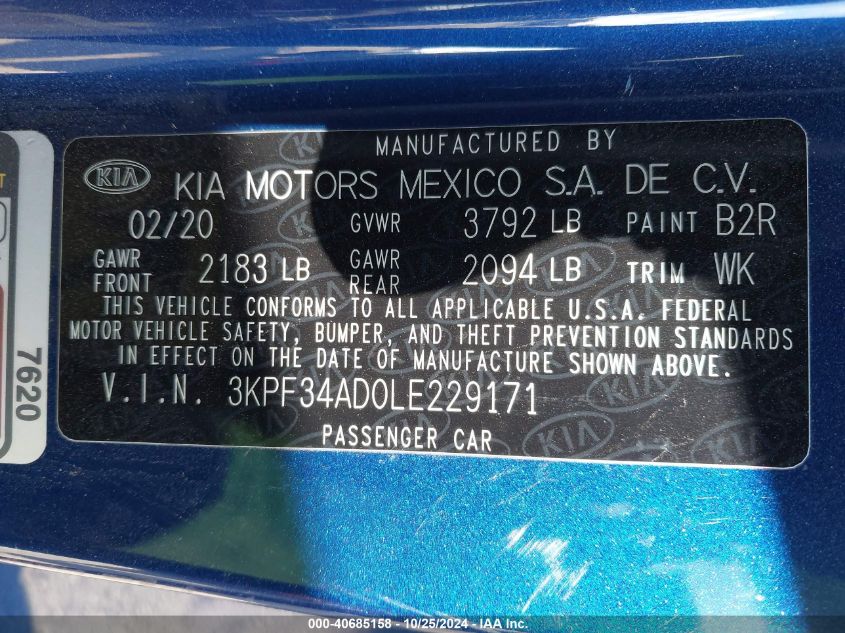 MANUFACTURED BY
KIA KIA MOTORS MEXICO S.A. DE C.V.
02/20 GVWR 3792 LB PAINT B2R
GAWR FRONT 2183 LB GAWR REAR 2094 LB TRIM WK
THIS VEHICLE CONFORMS TO ALL APPLICABLE U.S.A. FEDERAL
MOTOR VEHICLE SAFETY, BUMPER, AND THEFT PREVENTION STANDARDS
IN EFFECT ON THE DATE OF MANUFACTURE SHOWN ABOVE.
V.I.N. 3KPF34AD0LE229171
PASSENGER CAR
7620
000-40685158 - 10/25/2024 - IAA Inc.